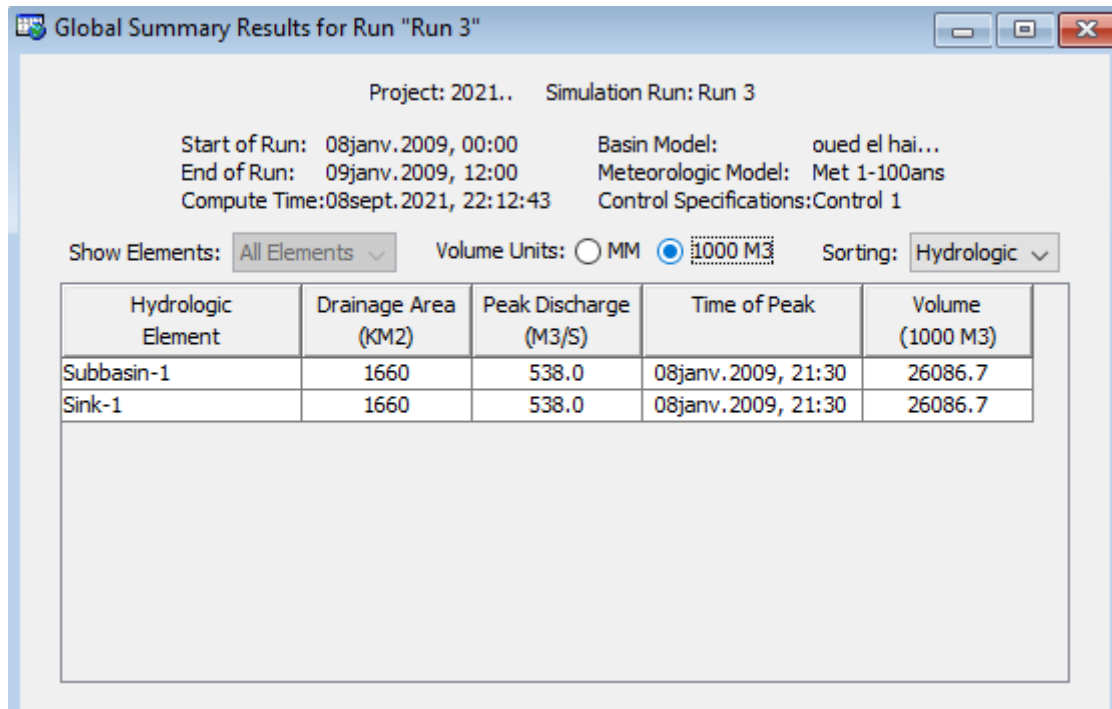 Global Summary Results for Run "Run 3"
Project: 2021.. Simulation Run: Run 3
Start of Run: 08janv.2009, 00:00 Basin Model: oued el hai...
End of Run: 09janv.2009, 12:00 Meteorologic Model: Met 1-100ans
Compute Time:08sept.2021, 22:12:43 Control Specifications:Control 1
Show Elements: All Elements Volume Units: MM 1000 M3 Sorting: Hydrologic
Hydrologic Drainage Area Peak Discharge Time of Peak Volume
Element (KM2) (M3/S) (1000 M3)
Subbasin-1 1660 538.0 08janv.2009, 21:30 26086.7
Sink-1 1660 538.0 08janv.2009, 21:30 26086.7